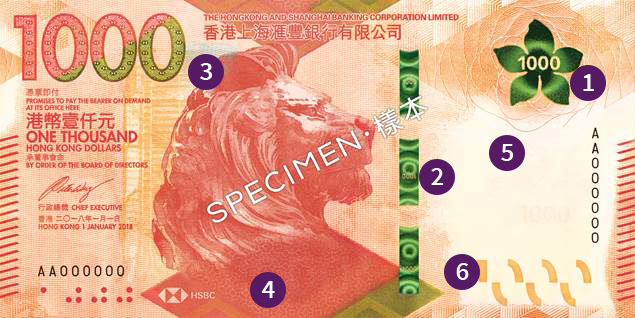 1000
THE HONGKONG AND SHANGHAI BANKING CORPORATION LIMITED
香港上海滙豐銀行有限公司
憑票即付
PROMISES TO PAY THE BEARER ON DEMAND
AT ITS OFFICE HERE
港幣壹仟元
ONE THOUSAND
HONG KONG DOLLARS
承董事會命
BY ORDER OF THE BOARD OF DIRECTORS
行政總裁 CHIEF EXECUTIVE
香港二〇一八年一月一日
HONG KONG 1 JANUARY 2018
AA000000
HSBC
SPECIMEN·樣本
3
4
2
1000
1
5
AA000000
1000
6